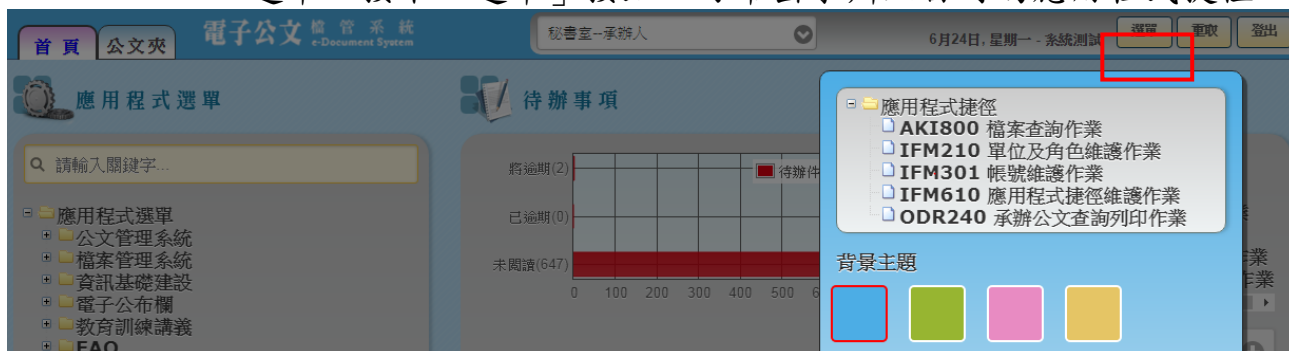 首 頁
公文夾
電子公文 檔 管 系 統
e-Document System
秘書室--承辦人
6月24日, 星期一 - 系統測試
選單
重取
登出
應用程式選單
請輸入關鍵字...
應用程式選單
公文管理系統
檔案管理系統
資訊基礎建設
電子公布欄
教育訓練講義
FAQ
待辦事項
將逾期(2)
已逾期(0)
未閱讀(647)
待辦件
0 100 200 300 400 500
應用程式捷徑
AKI800 檔案查詢作業
IFM210 單位及角色維護作業
IFM301 帳號維護作業
IFM610 應用程式捷徑維護作業
ODR240 承辦公文查詢列印作業
背景主題